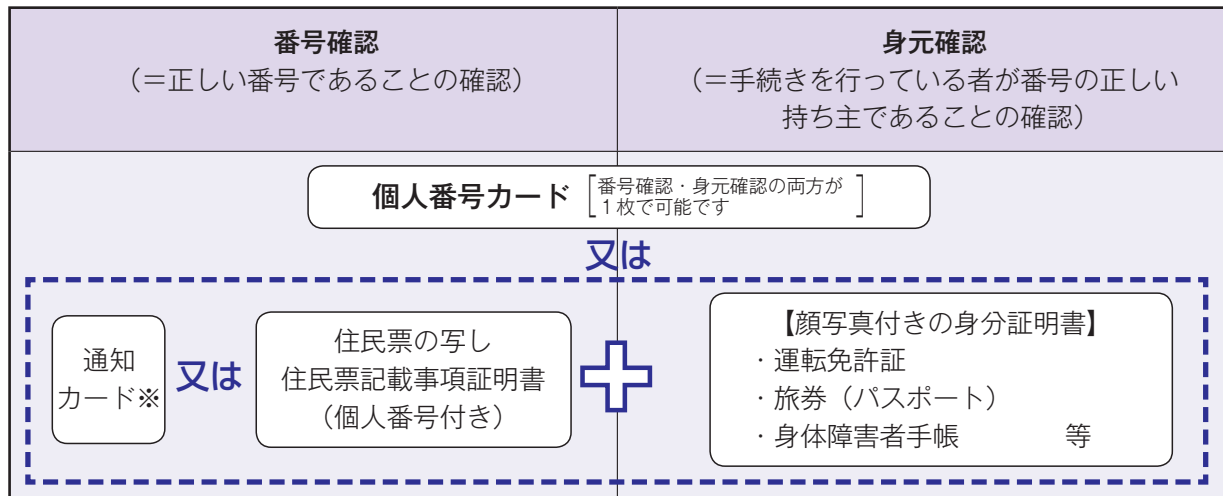 番号確認
（＝正しい番号であることの確認）
身元確認
（＝手続きを行っている者が番号の正しい
持ち主であることの確認）
個人番号カード
番号確認・身元確認の両方が
１枚で可能です
又は
通知
カード※
又は
住民票の写し
住民票記載事項証明書
（個人番号付き）
【顔写真付きの身分証明書】
・運転免許証
・旅券（パスポート）
・身体障害者手帳　　　　等